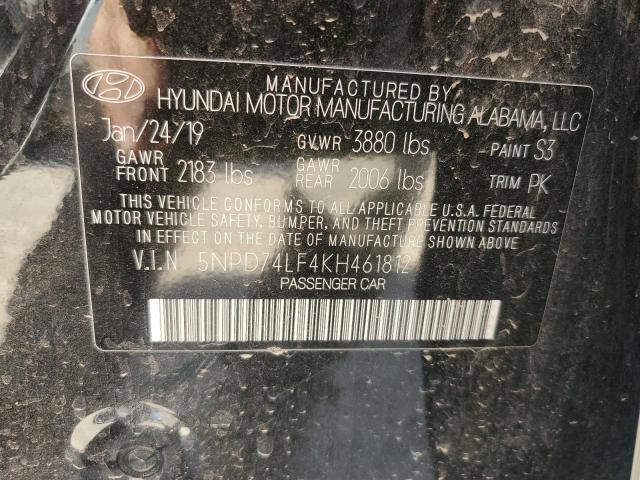 MANUFACTURED BY
HYUNDAI MOTOR MANUFACTURING ALABAMA, LLC
Jan/24/19 GVWR 3880 lbs PAINT S3
GAWR FRONT 2183 lbs GAWR REAR 2006 lbs TRIM PK
THIS VEHICLE CONFORMS TO ALL APPLICABLE U.S.A. FEDERAL
MOTOR VEHICLE SAFETY, BUMPER, AND THEFT PREVENTION STANDARDS
IN EFFECT ON THE DATE OF MANUFACTURE SHOWN ABOVE.
V.I.N 5NPD74LF4KH461812
PASSENGER CAR